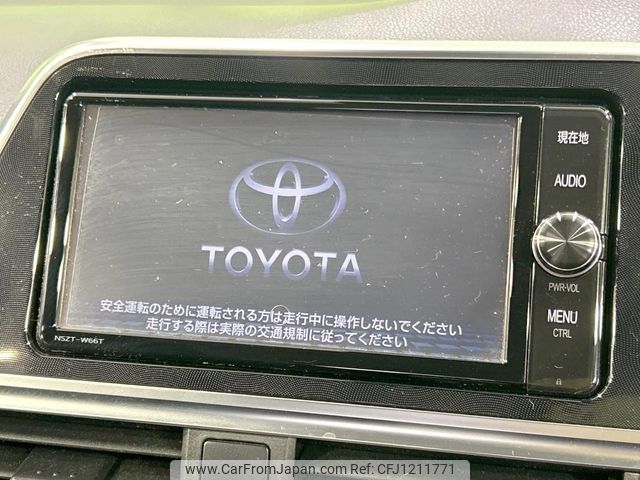 現在地
AUDIO
TOYOTA
PWR-VOL
安全運転のために運転される方は走行中に操作しないでください
走行する際は実際の交通規制に従ってください
MENU
CTRL
NSZT-W66T
www.CarFromJapan.com Ref: CFJ1211771